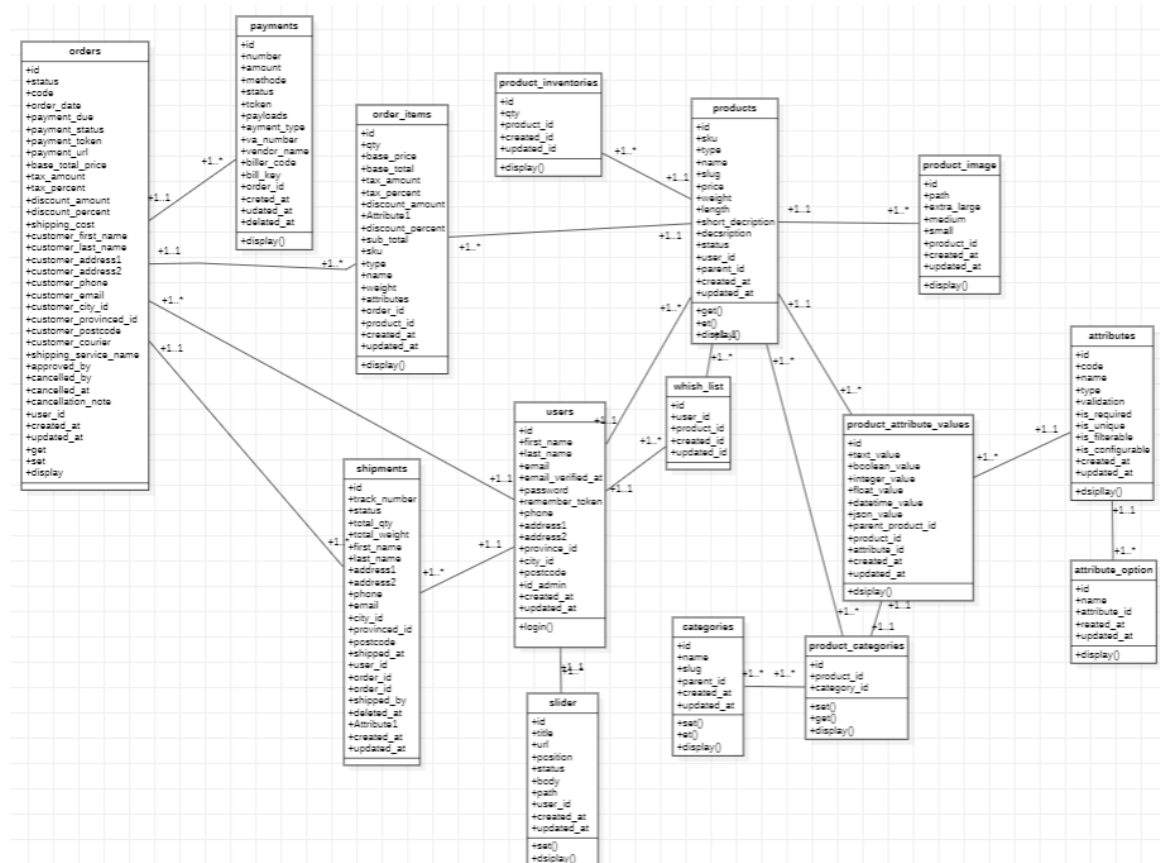 payments
+id
+number
+amount
+methode
+status
+token
+payloads
+ayment_type
+va_number
+vendor_name
+biller_code
+bill_key
+order_id
+creted_at
+udated_at
+delated_at
+display()
orders
+id
+status
+code
+order_date
+payment_due
+payment_status
+payment_token
+payment_url
+base_total_price
+tax_amount
+tax_percent
+discount_amount
+discount_percent
+shipping_cost
+customer_first_name
+customer_last_name
+customer_address1
+customer_address2
+customer_phone
+customer_email
+customer_city_id
+customer_provinced_id
+customer_postcode
+customer_courier
+shipping_service_name
+approved_by
+cancelled_by
+cancelled_at
+cancellation_note
+user_id
+created_at
+updated_at
+get
+set
+display
+1..*
+1..1
+1..1
+1..*
+1..*
+1..1
order_items
+id
+qty
+base_price
+base_total
+tax_amount
+tax_percent
+discount_amount
+Attribute1
+discount_percent
+sub_total
+sku
+type
+name
+weight
+attributes
+order_id
+product_id
+created_at
+updated_at
+display()
+1..*
product_inventories
+id
+qty
+product_id
+created_id
+updated_id
+display()
+1..*
+1..1
+1..1
products
+id
+sku
+type
+name
+slug
+price
+weight
+length
+short_decription
+decsription
+status
+user_id
+parent_id
+created_at
+updated_at
+get()
+et()
+1..1
+1..*
product_image
+id
+path
+extra_large
+medium
+small
+product_id
+created_at
+updated_at
+display()
+1..*
+1..1
+1..*
+1..*
+1..*
whish_list
+id
+user_id
+product_id
+created_id
+updated_id
+1..1
+1..*
+1..1
attributes
+id
+code
+name
+type
+validation
+is_required
+is_unique
+is_filterable
+is_configurable
+created_at
+updated_at
+dsipllay()
+1..1
+1..*
attribute_option
+id
+name
+attribute_id
+reated_at
+updated_at
+display()
product_attribute_values
+id
+text_value
+boolean_value
+integer_value
+float_value
+datetime_value
+json_value
+parent_product_id
+product_id
+attribute_id
+created_at
+updated_at
+dsiplay()
+1..1
+1..*
+1..*
+1..1
+1..1
users
+id
+first_name
+last_name
+email
+email_verified_at
+password
+remember_token
+phone
+address1
+address2
+province_id
+city_id
+postcode
+id_admin
+created_at
+updated_at
+login()
+1..1
+1..1
+1..*
shipments
+id
+track_number
+status
+total_qty
+total_weight
+first_name
+last_name
+address1
+address2
+phone
+email
+city_id
+provinced_id
+postcode
+shipped_at
+user_id
+order_id
+order_id
+shipped_by
+deleted_at
+Attribute1
+created_at
+updated_at
+1..*
categories
+id
+name
+slug
+parent_id
+created_at
+updated_at
+set()
+et()
+display()
+1..*
+1..*
product_categories
+id
+product_id
+category_id
+set()
+get()
+display()
slider
+id
+title
+url
+position
+status
+body
+path
+user_id
+created_at
+updated_at
+set()
+dsiplay()